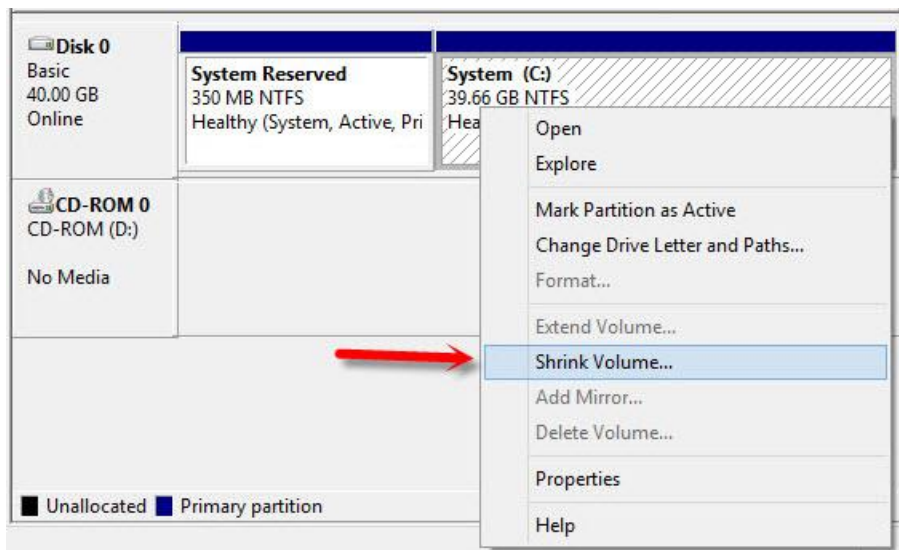 Disk 0
Basic
40.00 GB
Online
System Reserved
350 MB NTFS
Healthy (System, Active, Pri
System (C:)
39.66 GB NTFS
Hea
CD-ROM 0
CD-ROM (D:)
No Media
Open
Explore
Mark Partition as Active
Change Drive Letter and Paths...
Format...
Extend Volume...
Shrink Volume...
Add Mirror...
Delete Volume...
Properties
Help
Unallocated Primary partition